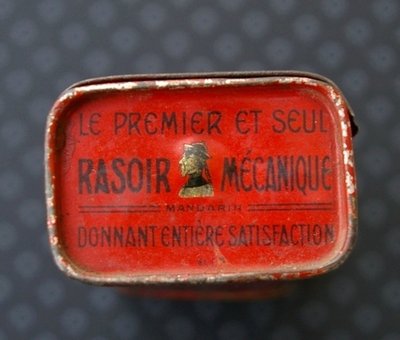 LE PREMIER ET SEUL
RASOIR MÉCANIQUE
MANDARIN
DONNANT ENTIÈRE SATISFACTION